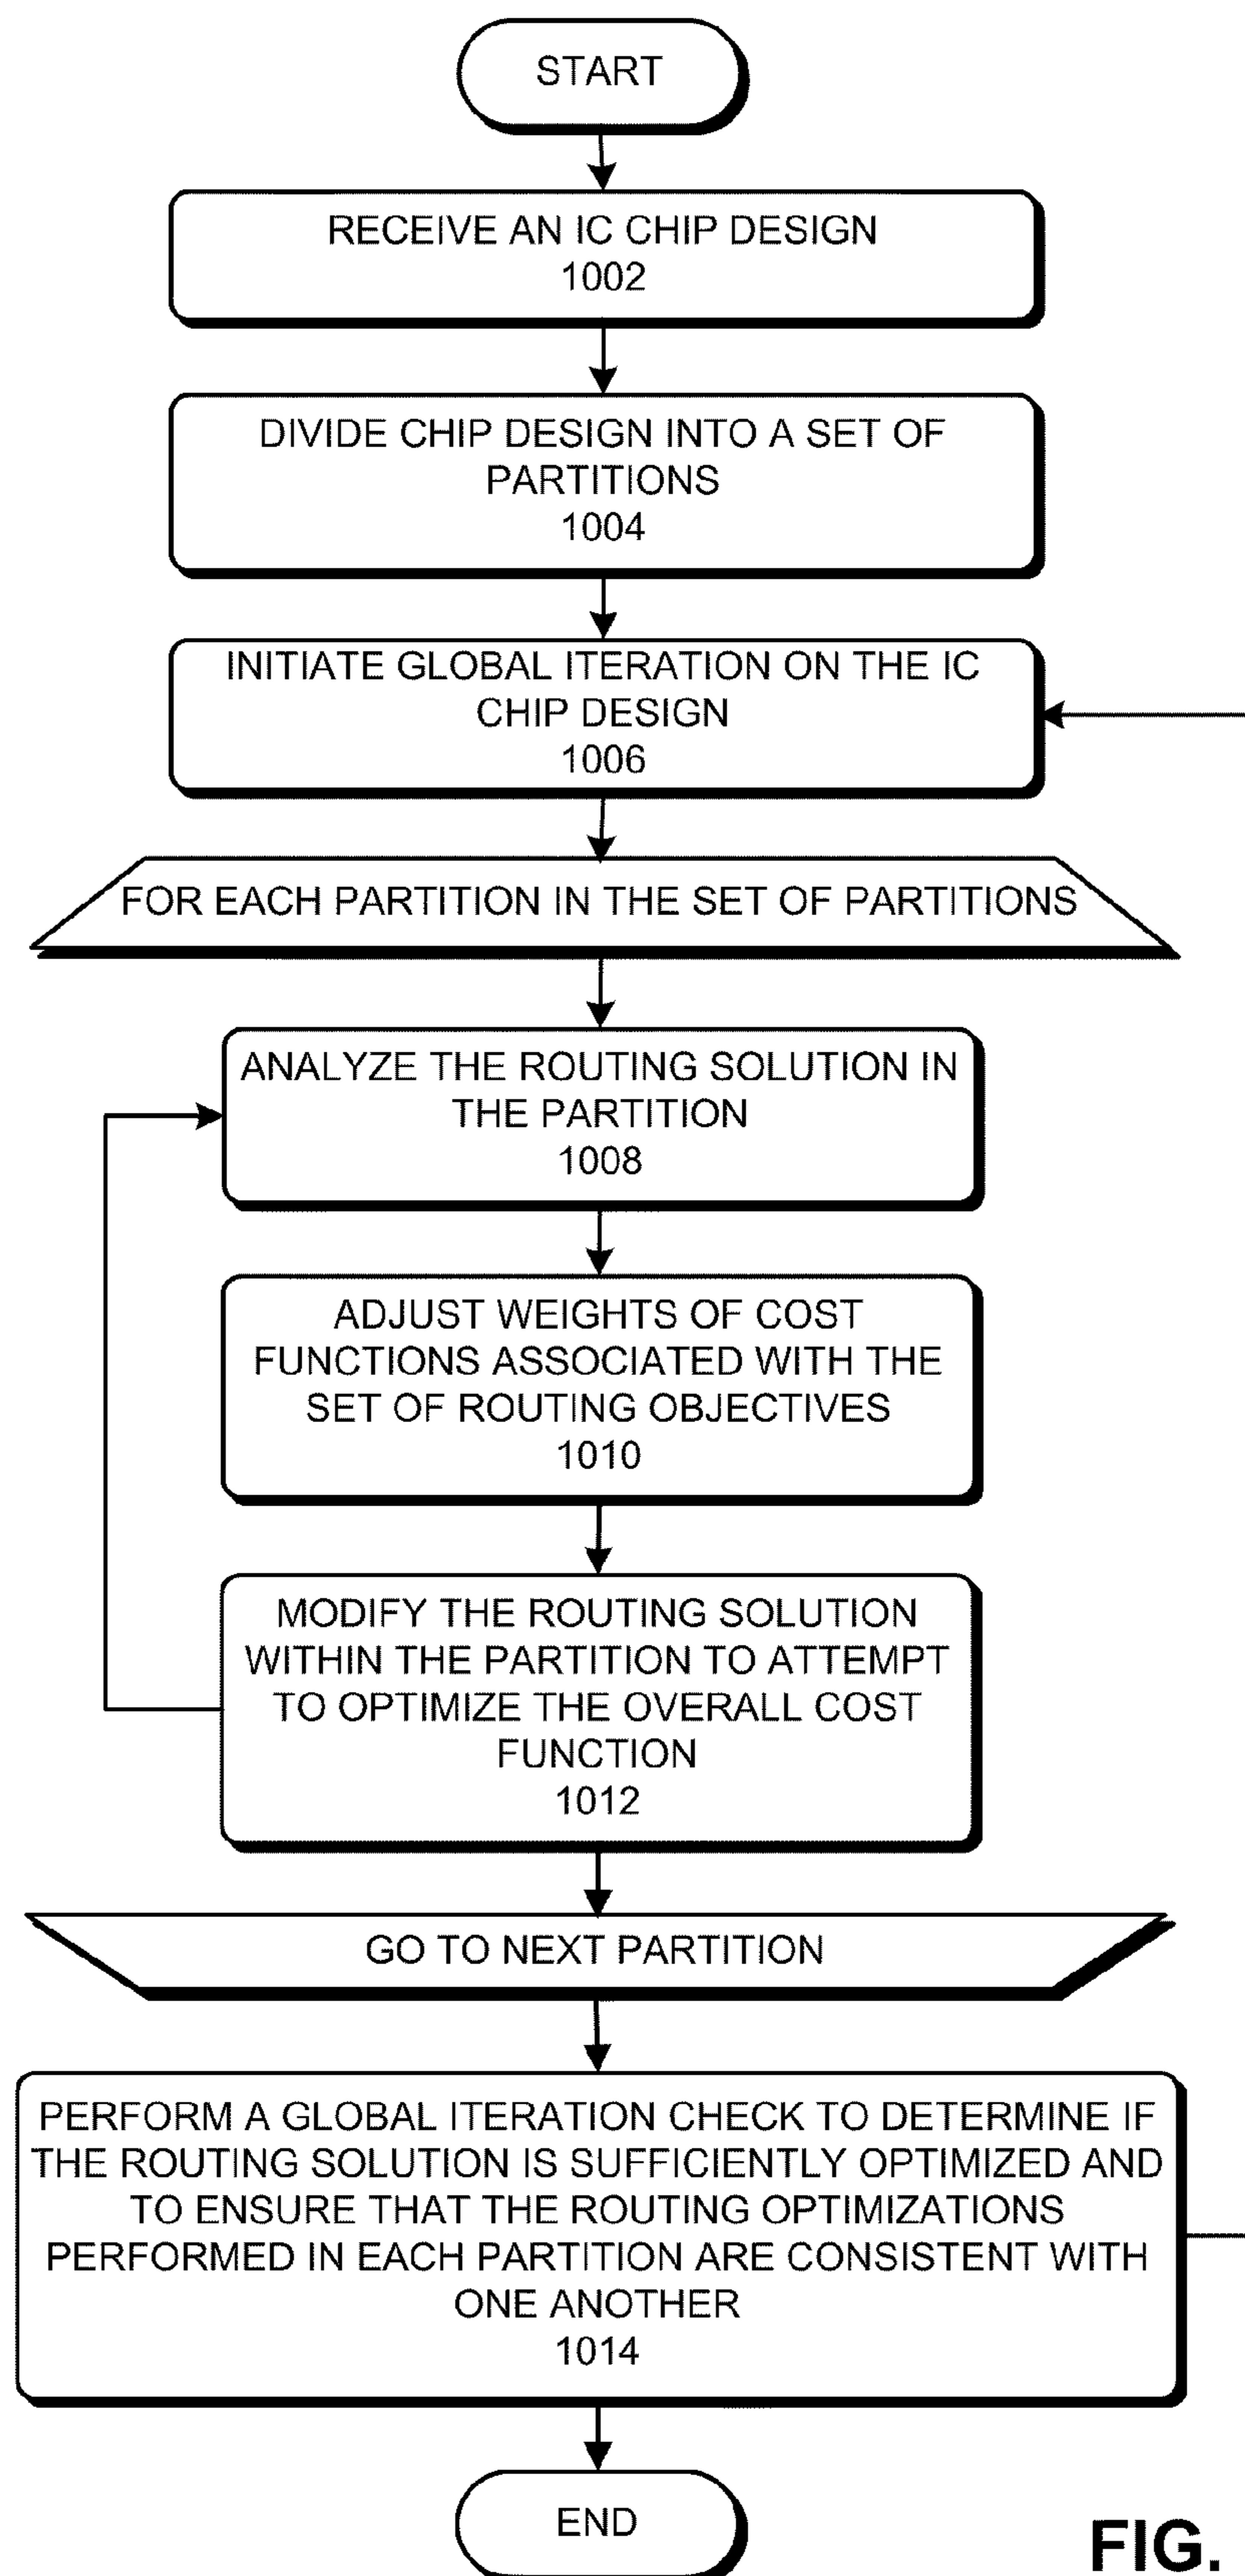 START
RECEIVE AN IC CHIP DESIGN
1002
DIVIDE CHIP DESIGN INTO A SET OF
PARTITIONS
1004
INITIATE GLOBAL ITERATION ON THE IC
CHIP DESIGN
1006
FOR EACH PARTITION IN THE SET OF PARTITIONS
ANALYZE THE ROUTING SOLUTION IN
THE PARTITION
1008
ADJUST WEIGHTS OF COST
FUNCTIONS ASSOCIATED WITH THE
SET OF ROUTING OBJECTIVES
1010
MODIFY THE ROUTING SOLUTION
WITHIN THE PARTITION TO ATTEMPT
TO OPTIMIZE THE OVERALL COST
FUNCTION
1012
GO TO NEXT PARTITION
PERFORM A GLOBAL ITERATION CHECK TO DETERMINE IF
THE ROUTING SOLUTION IS SUFFICIENTLY OPTIMIZED AND
TO ENSURE THAT THE ROUTING OPTIMIZATIONS
PERFORMED IN EACH PARTITION ARE CONSISTENT WITH
ONE ANOTHER
1014
END
FIG.